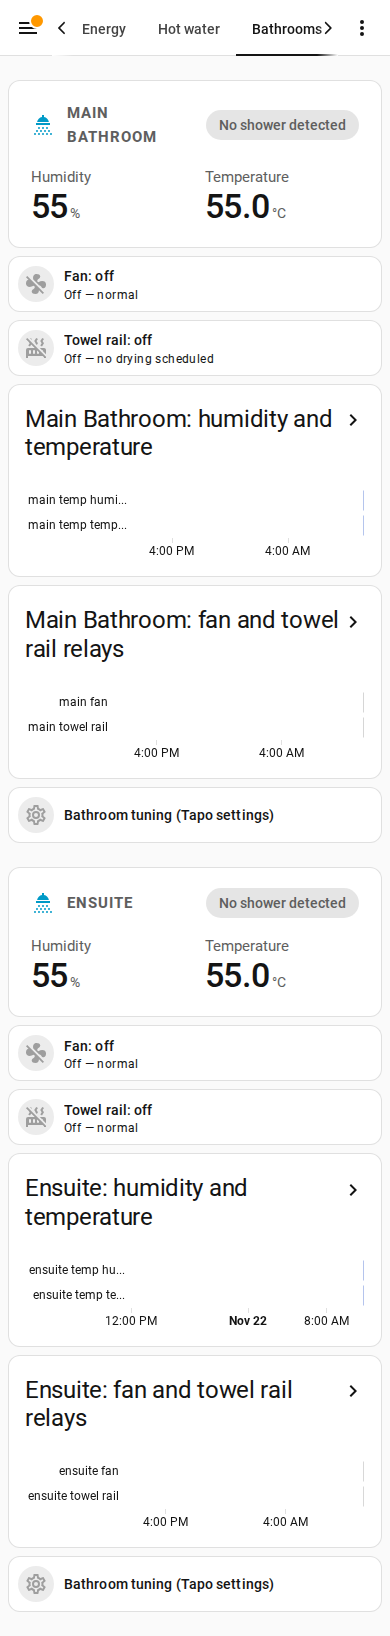 Energy Hot water Bathrooms
MAIN
BATHROOM
No shower detected
Humidity Temperature
55 % 55.0 °C
Fan: off
Off — normal
Towel rail: off
Off — no drying scheduled
Main Bathroom: humidity and
temperature
main temp humi...
main temp temp...
4:00 PM 4:00 AM
Main Bathroom: fan and towel
rail relays
main fan
main towel rail
4:00 PM 4:00 AM
Bathroom tuning (Tapo settings)
ENSUITE No shower detected
Humidity Temperature
55 % 55.0 °C
Fan: off
Off — normal
Towel rail: off
Off — normal
Ensuite: humidity and
temperature
ensuite temp hu...
ensuite temp te...
12:00 PM Nov 22 8:00 AM
Ensuite: fan and towel rail
relays
ensuite fan
ensuite towel rail
4:00 PM 4:00 AM
Bathroom tuning (Tapo settings)